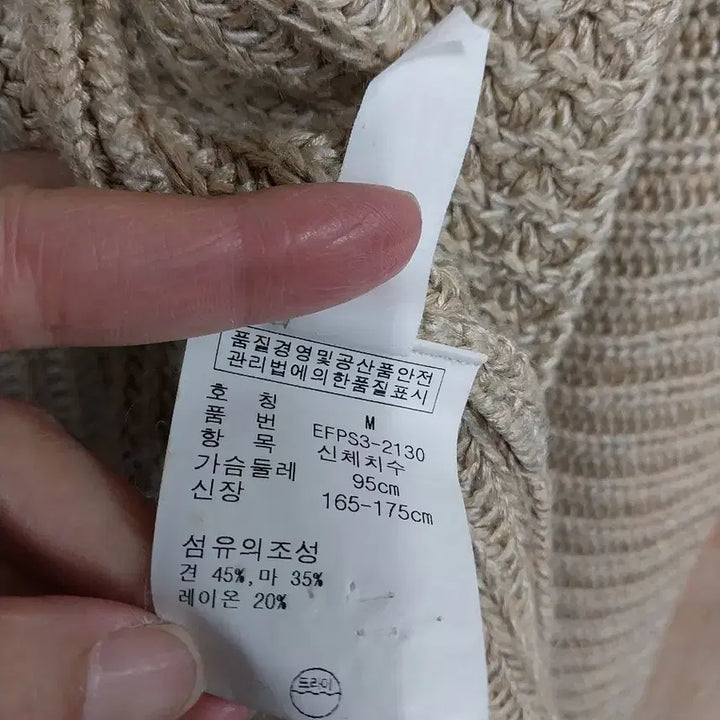 품질경영및공산품안전
관리법에의한품질표시
호 칭 M
품 번 EFPS3-2130
항 목 신체치수
가슴둘레 95cm
신장 165-175cm
섬유의조성
견 45%, 마 35%
레이온 20%
드라이